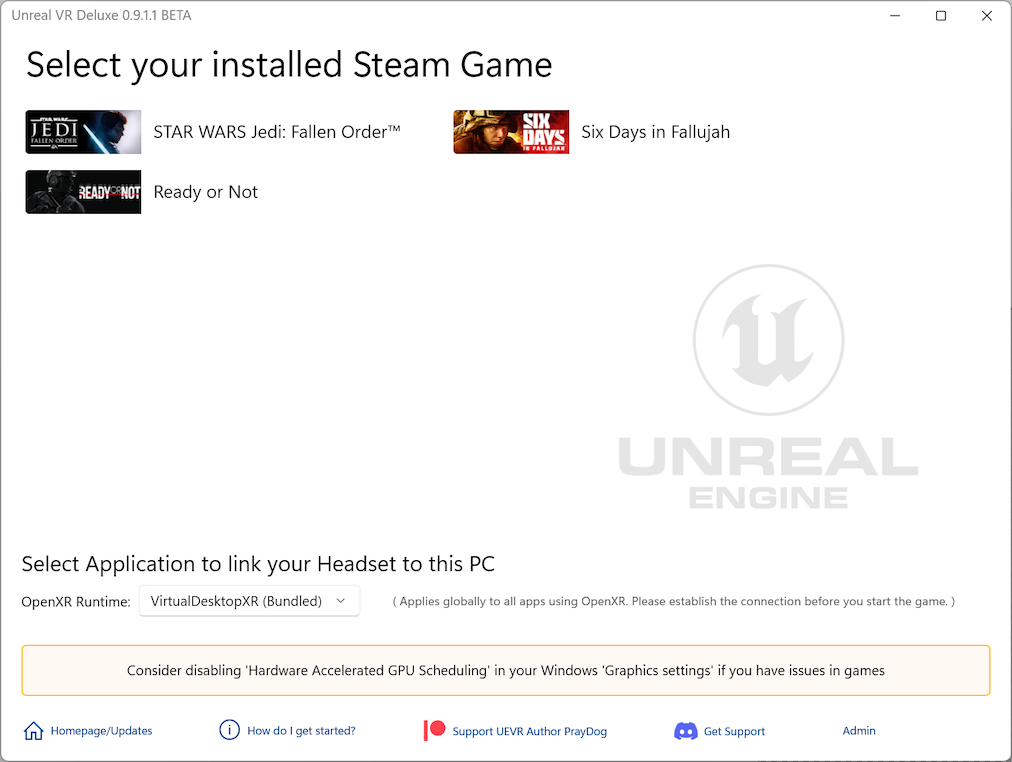 Unreal VR Deluxe 0.9.1.1 BETA
Select your installed Steam Game
STAR WARS
JEDI
FALLEN ORDER
STAR WARS Jedi: Fallen Order™
SIX
DAYS
IN FALLUJAH
Six Days in Fallujah
READY OR NOT
Ready or Not
UNREAL
ENGINE
Select Application to link your Headset to this PC
OpenXR Runtime: VirtualDesktopXR (Bundled) ( Applies globally to all apps using OpenXR. Please establish the connection before you start the game. )
Consider disabling 'Hardware Accelerated GPU Scheduling' in your Windows 'Graphics settings' if you have issues in games
Homepage/Updates How do I get started? Support UEVR Author PrayDog Get Support Admin